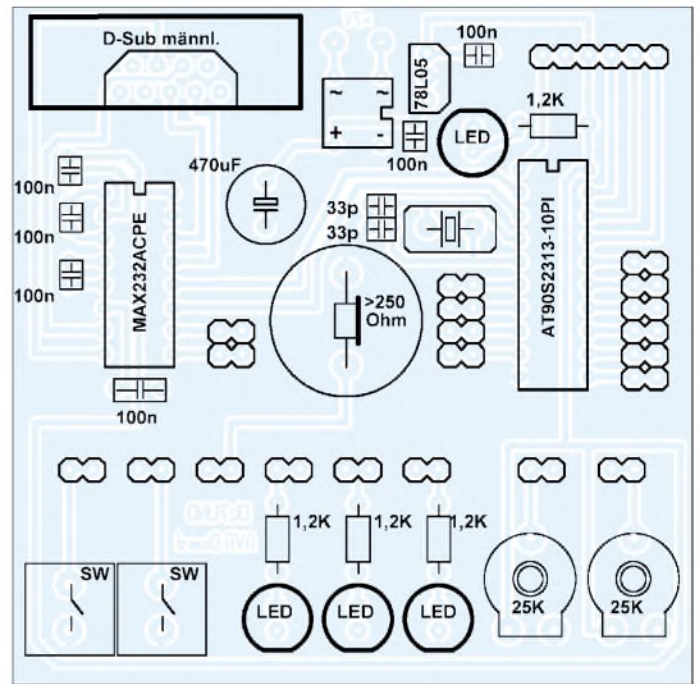 D-Sub männl.
~ ~
+ -
78L05
100n
100n
LED
1,2K
470uF
100n
100n
100n
MAX232ACPE
100n
33p
33p
>250
Ohm
AT90S2313-10PI
1,2K
1,2K
1,2K
SW
SW
LED
LED
LED
25K
25K